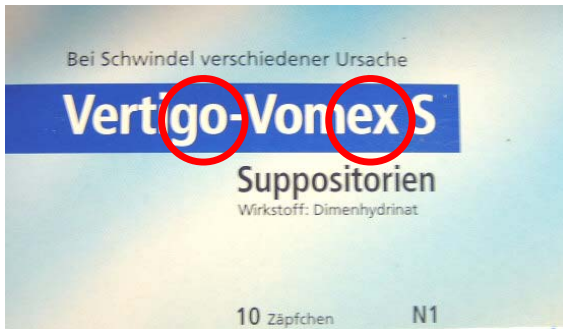 Bei Schwindel verschiedener Ursache
Vertigo-Vomex S
Suppositorien
Wirkstoff: Dimenhydrinat
10 Zäpfchen N1